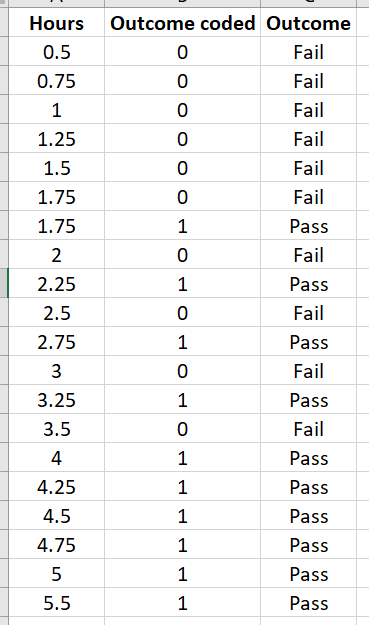 Hours Outcome coded Outcome
0.5 0 Fail
0.75 0 Fail
1 0 Fail
1.25 0 Fail
1.5 0 Fail
1.75 0 Fail
1.75 1 Pass
2 0 Fail
2.25 1 Pass
2.5 0 Fail
2.75 1 Pass
3 0 Fail
3.25 1 Pass
3.5 0 Fail
4 1 Pass
4.25 1 Pass
4.5 1 Pass
4.75 1 Pass
5 1 Pass
5.5 1 Pass